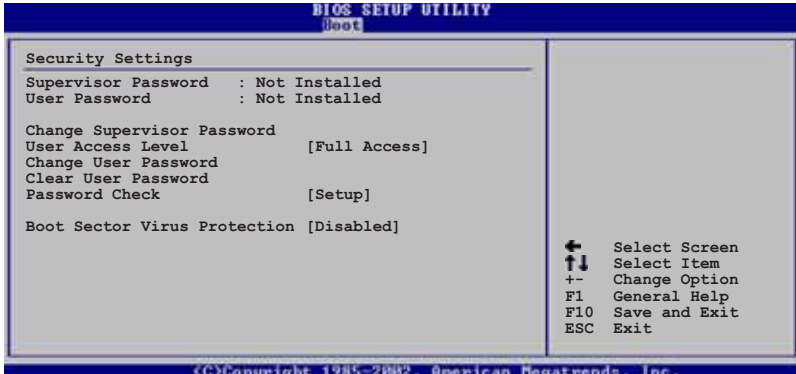 BIOS SETUP UTILITY
Boot
Security Settings
Supervisor Password : Not Installed
User Password : Not Installed
Change Supervisor Password
User Access Level [Full Access]
Change User Password
Clear User Password
Password Check [Setup]
Boot Sector Virus Protection [Disabled]
← Select Screen
↑↓ Select Item
+- Change Option
F1 General Help
F10 Save and Exit
ESC Exit
(C)Copyright 1985-2002, American Megatrends, Inc.